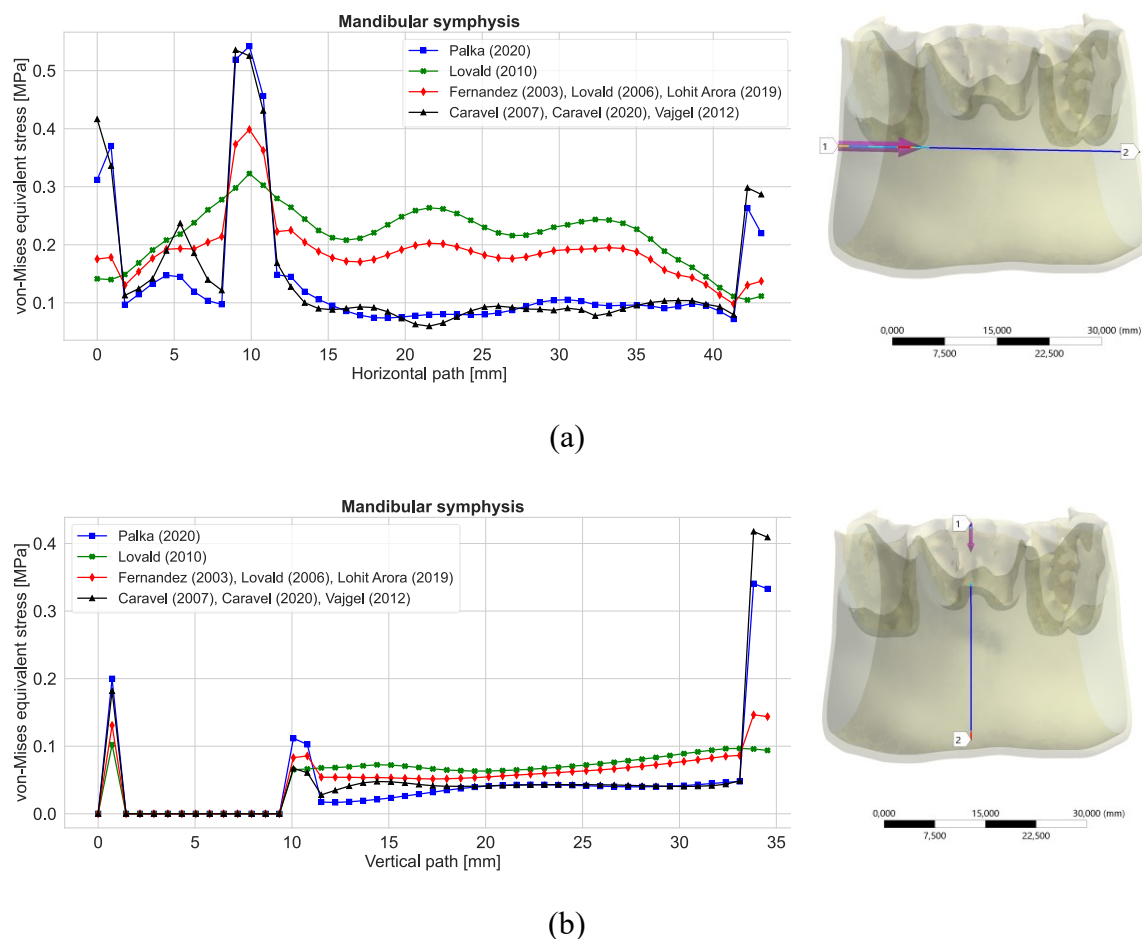 Mandibular symphysis
von-Mises equivalent stress [MPa]
0.5
0.4
0.3
0.2
0.1
Palka (2020)
Lovald (2010)
Fernandez (2003), Lovald (2006), Lohit Arora (2019)
Caravel (2007), Caravel (2020), Vajgel (2012)
0 5 10 15 20 25 30 35 40
Horizontal path [mm]
1
2
0,000 15,000 30,000 (mm)
7,500 22,500
(a)
Mandibular symphysis
von-Mises equivalent stress [MPa]
0.4
0.3
0.2
0.1
0.0
Palka (2020)
Lovald (2010)
Fernandez (2003), Lovald (2006), Lohit Arora (2019)
Caravel (2007), Caravel (2020), Vajgel (2012)
0 5 10 15 20 25 30 35
Vertical path [mm]
1
2
0,000 15,000 30,000 (mm)
7,500 22,500
(b)